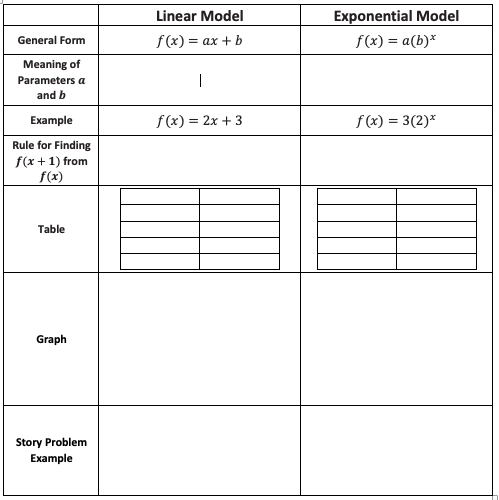 Linear Model
Exponential Model
General Form
f(x) = ax + b
f(x) = a(b)ˣ
Meaning of
Parameters a
and b
Example
f(x) = 2x + 3
f(x) = 3(2)ˣ
Rule for Finding
f(x + 1) from
f(x)
Table
Graph
Story Problem
Example